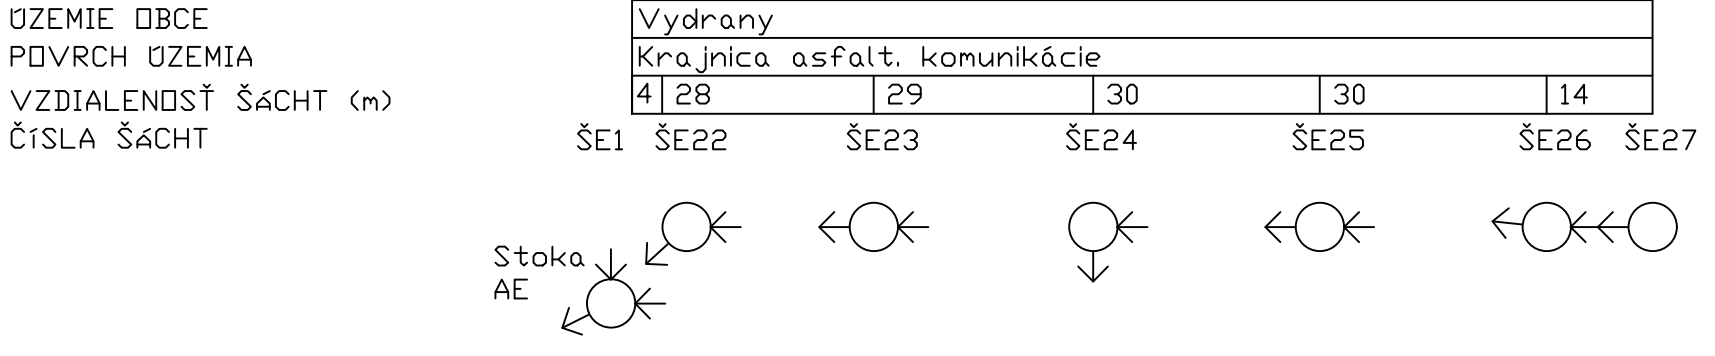 ÚZEMIE OBCE Vydrany
POVRCH ÚZEMIA Krajnica asfalt. komunikácie
VZDIALENOSŤ ŠÁCHT (m) 4 28 29 30 30 14
ČÍSLA ŠÁCHT ŠE1 ŠE22 ŠE23 ŠE24 ŠE25 ŠE26 ŠE27
Stoka
AE